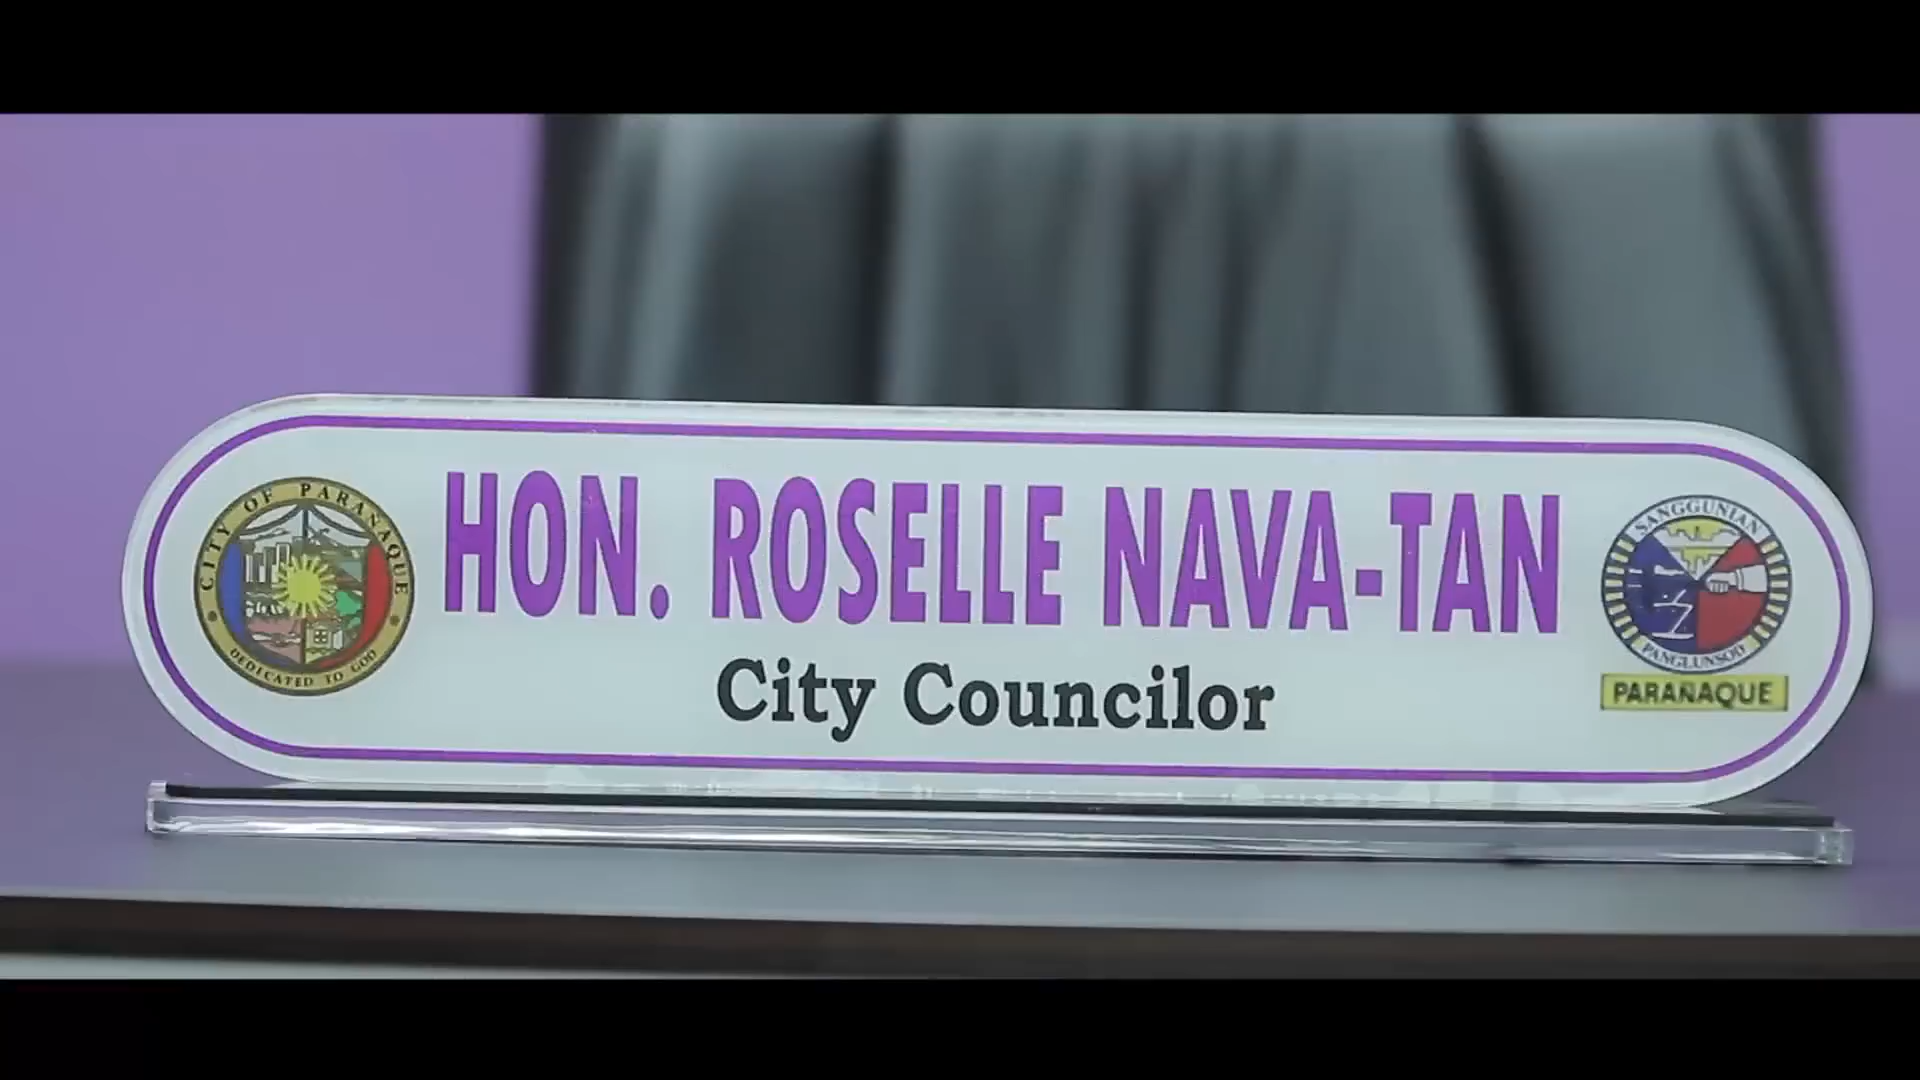 CITY OF PARAÑAQUE
DEDICATED TO GOD
HON. ROSELLE NAVA-TAN
City Councilor
SANGGUNIAN
PANGLUNSOD
PARAÑAQUE